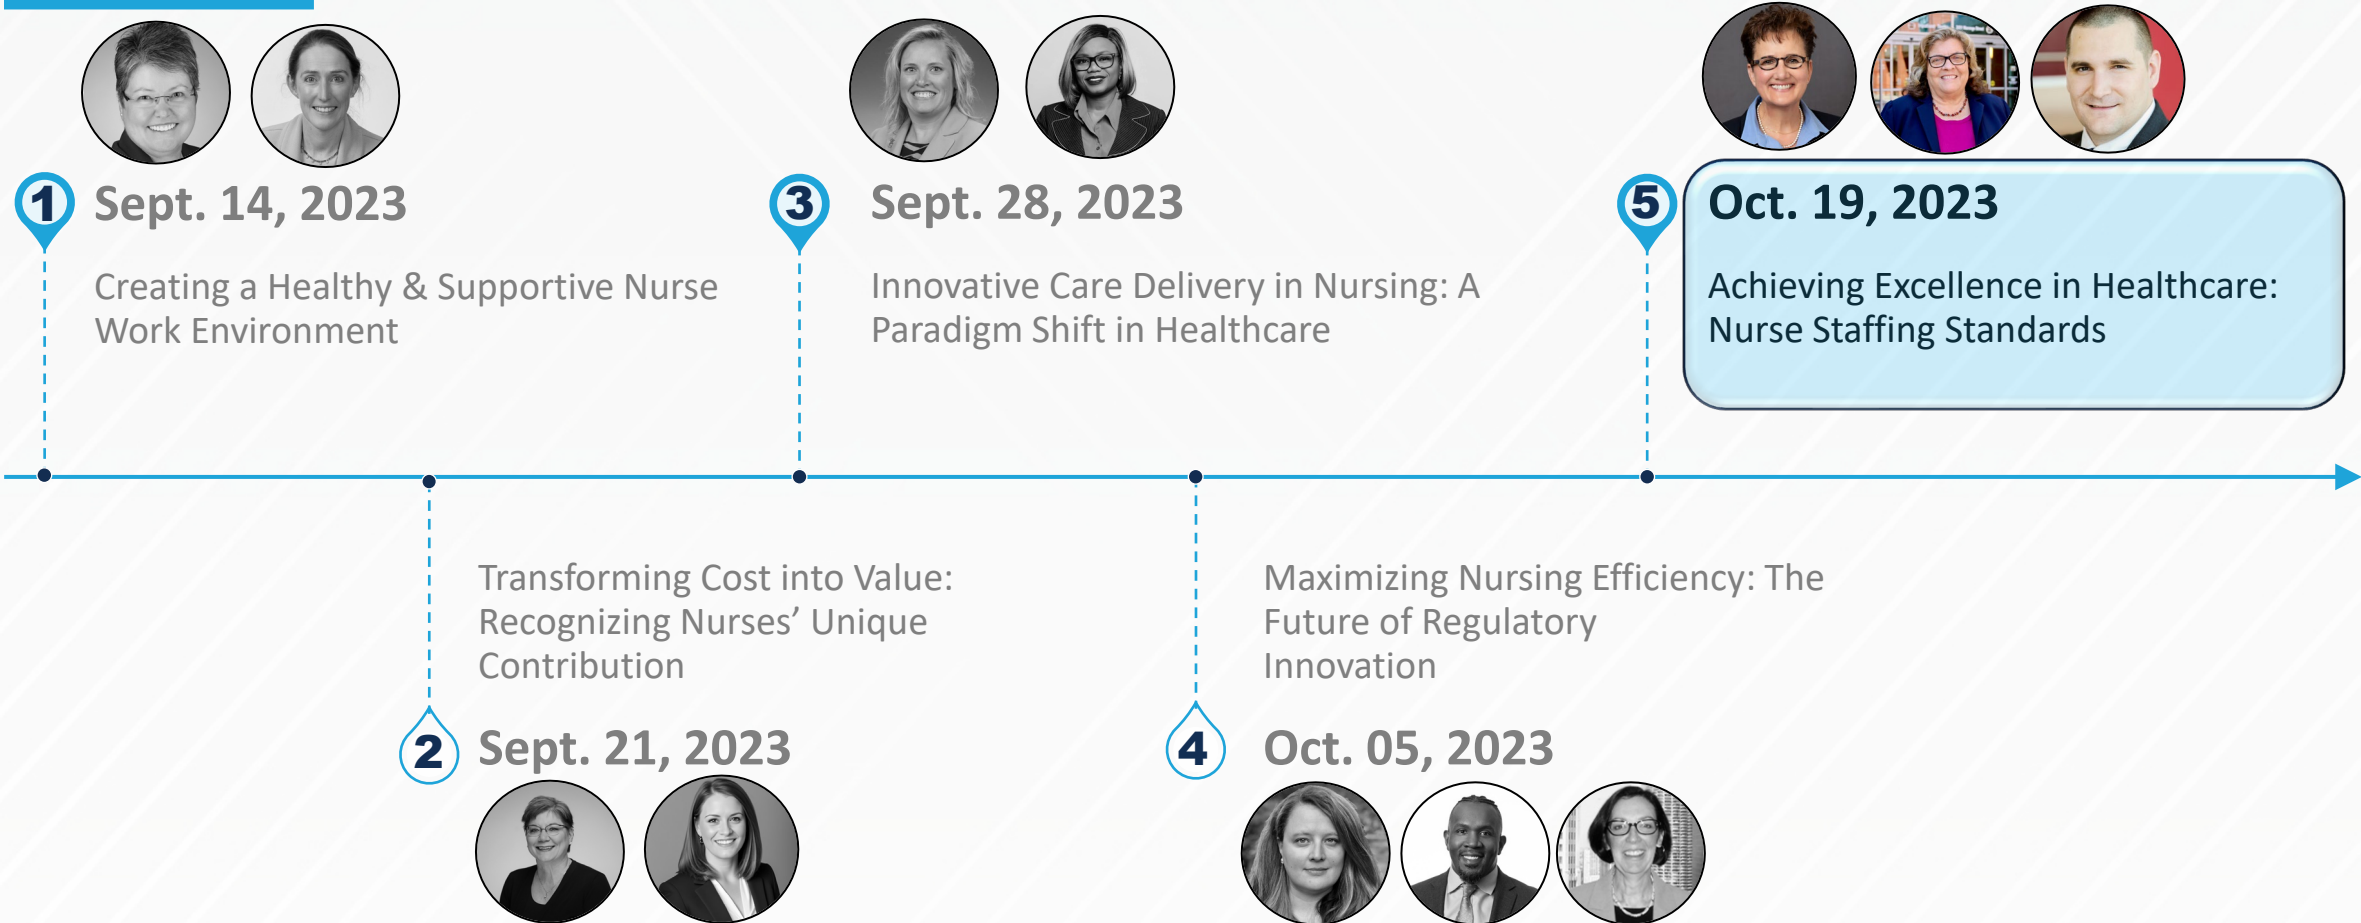 1
Sept. 14, 2023
Creating a Healthy & Supportive Nurse
Work Environment
2
Transforming Cost into Value:
Recognizing Nurses’ Unique
Contribution
Sept. 21, 2023
3
Sept. 28, 2023
Innovative Care Delivery in Nursing: A
Paradigm Shift in Healthcare
4
Maximizing Nursing Efficiency: The
Future of Regulatory
Innovation
Oct. 05, 2023
5
Oct. 19, 2023
Achieving Excellence in Healthcare:
Nurse Staffing Standards